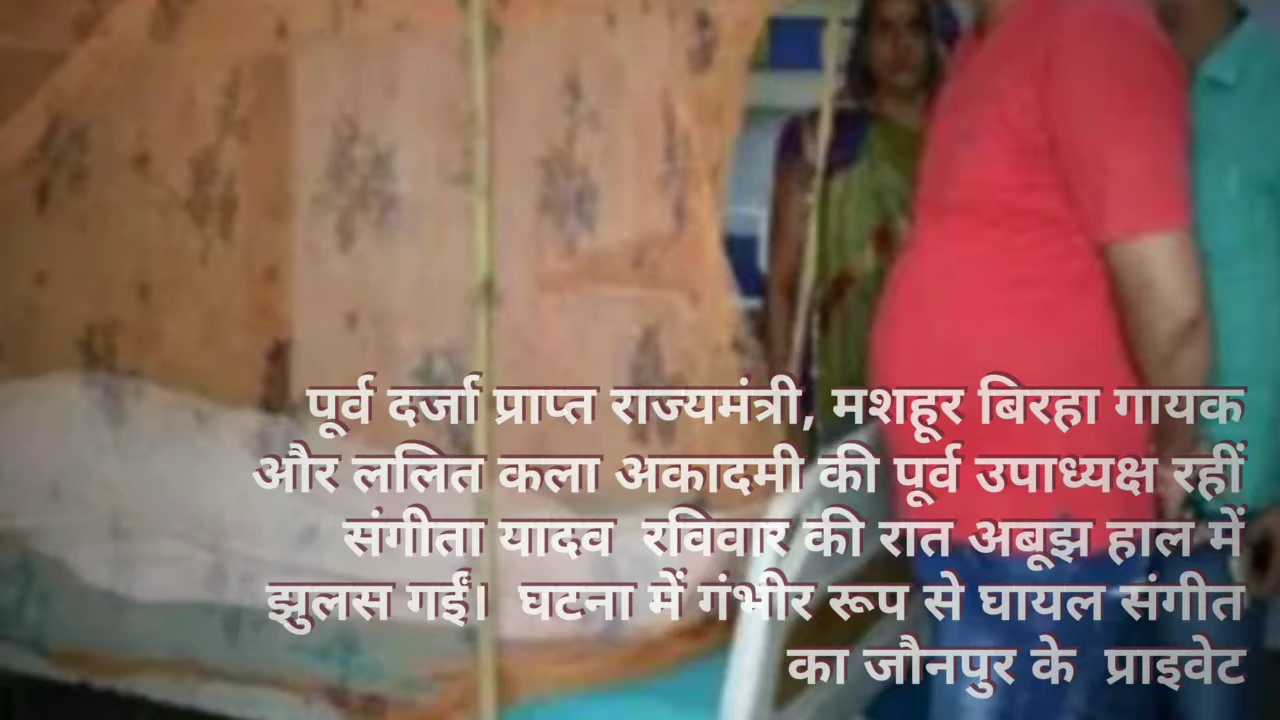 पूर्व दर्जा प्राप्त राज्यमंत्री, मशहूर बिरहा गायक
और ललित कला अकादमी की पूर्व उपाध्यक्ष रहीं
संगीता यादव रविवार की रात अबूझ हाल में
झुलस गईं। घटना में गंभीर रूप से घायल संगीत
का जौनपुर के प्राइवेट